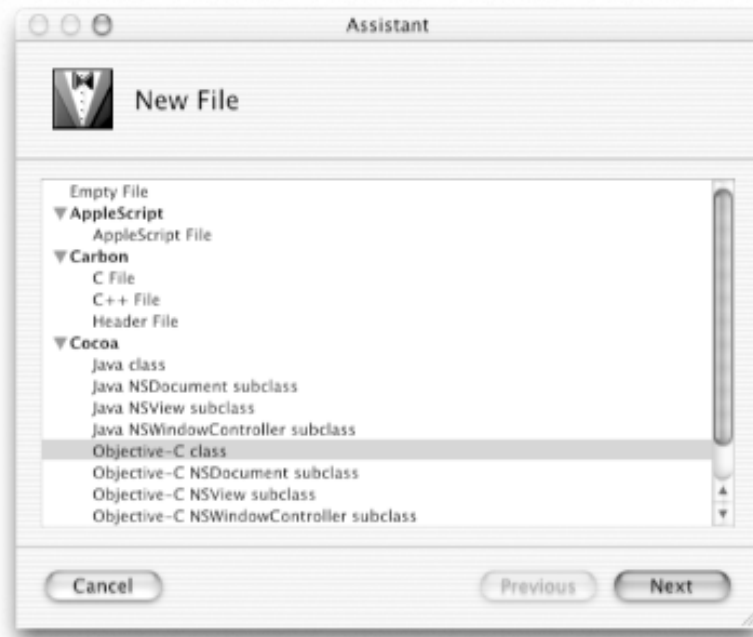 Assistant
New File
Empty File
AppleScript
AppleScript File
Carbon
C File
C++ File
Header File
Cocoa
Java class
Java NSDocument subclass
Java NSView subclass
Java NSWindowController subclass
Objective-C class
Objective-C NSDocument subclass
Objective-C NSView subclass
Objective-C NSWindowController subclass
Cancel Previous Next